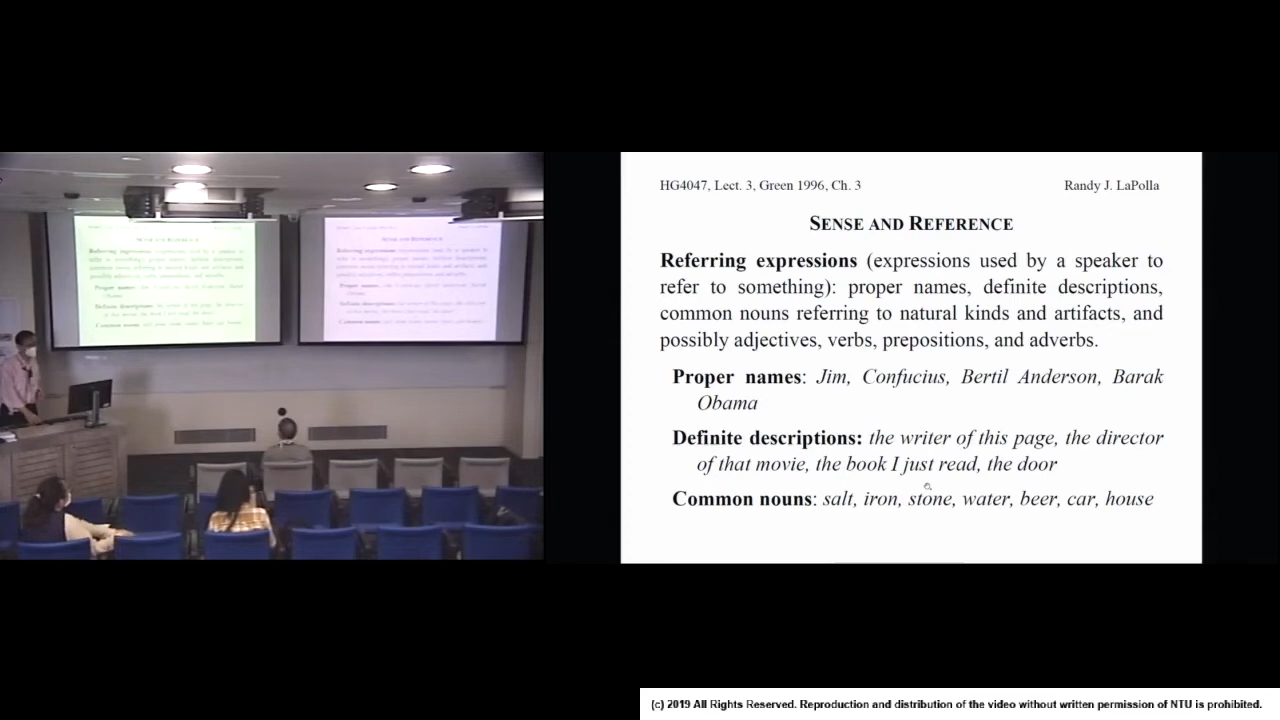 HG4047, Lect. 3, Green 1996, Ch. 3
Randy J. LaPolla
SENSE AND REFERENCE
Referring expressions (expressions used by a speaker to
refer to something): proper names, definite descriptions,
common nouns referring to natural kinds and artifacts, and
possibly adjectives, verbs, prepositions, and adverbs.
Proper names: Jim, Confucius, Bertil Anderson, Barak
Obama
Definite descriptions: the writer of this page, the director
of that movie, the book I just read, the door
Common nouns: salt, iron, stone, water, beer, car, house
(c) 2019 All Rights Reserved. Reproduction and distribution of the video without written permission of NTU is prohibited.